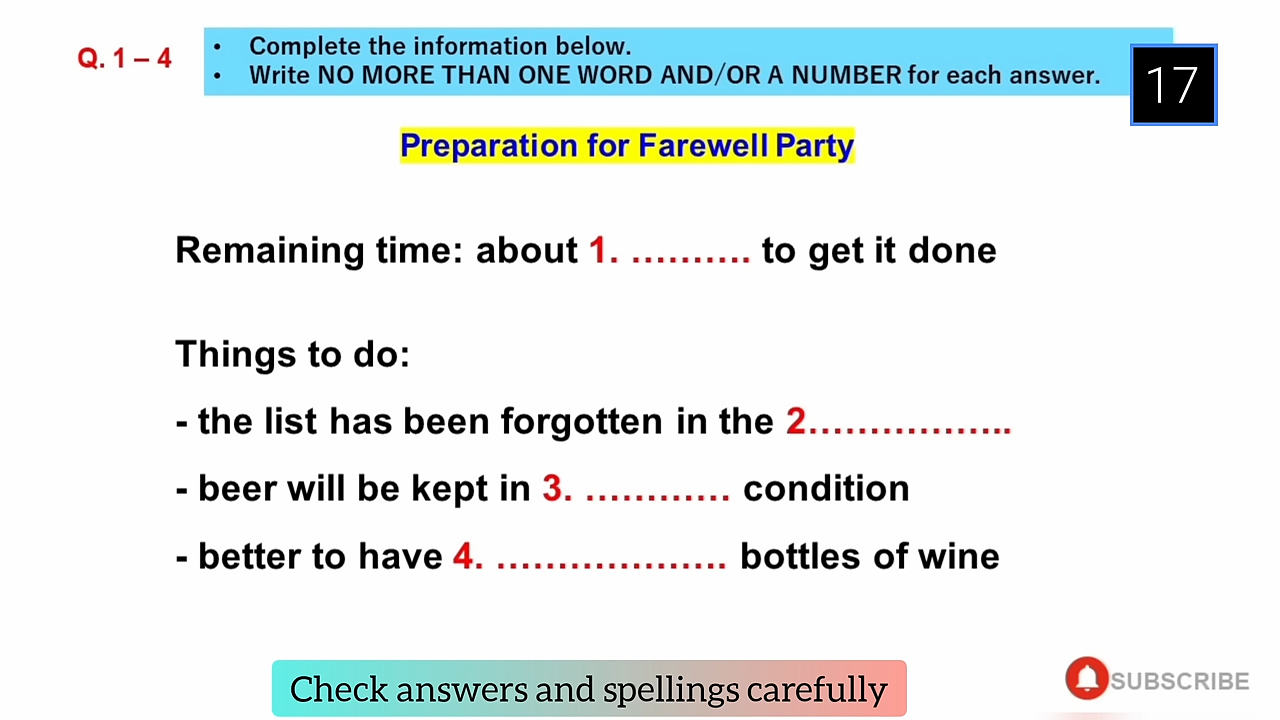 Q. 1 – 4
• Complete the information below.
• Write NO MORE THAN ONE WORD AND/OR A NUMBER for each answer.
17
Preparation for Farewell Party
Remaining time: about 1. ………. to get it done
Things to do:
- the list has been forgotten in the 2……………..
- beer will be kept in 3. ………… condition
- better to have 4. ………………. bottles of wine
Check answers and spellings carefully
SUBSCRIBE